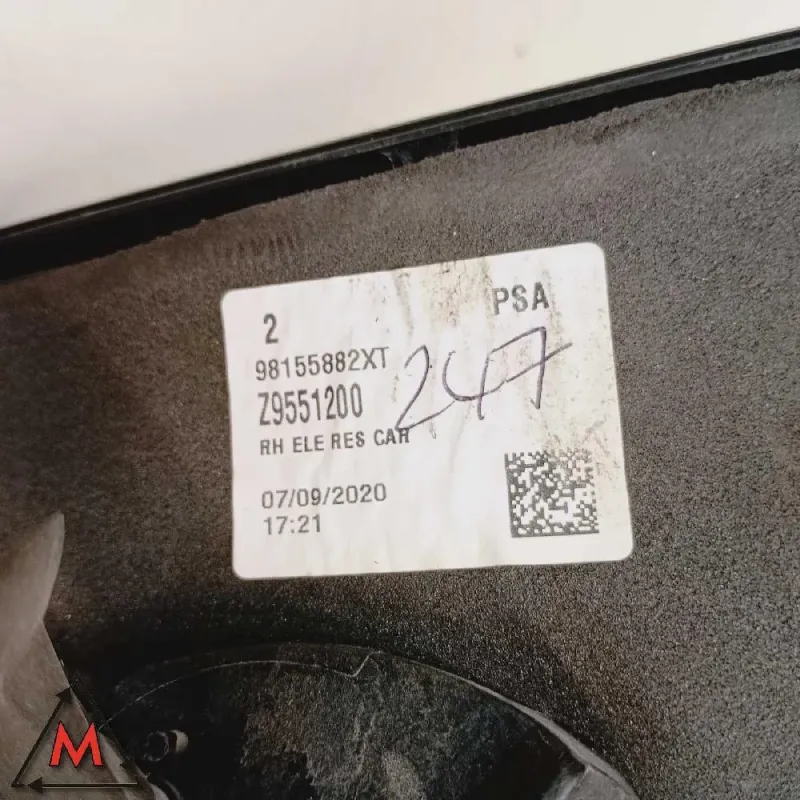 2 PSA
98155882XT
247
Z9551200
RH ELE RES CAR
07/09/2020
17:21
M